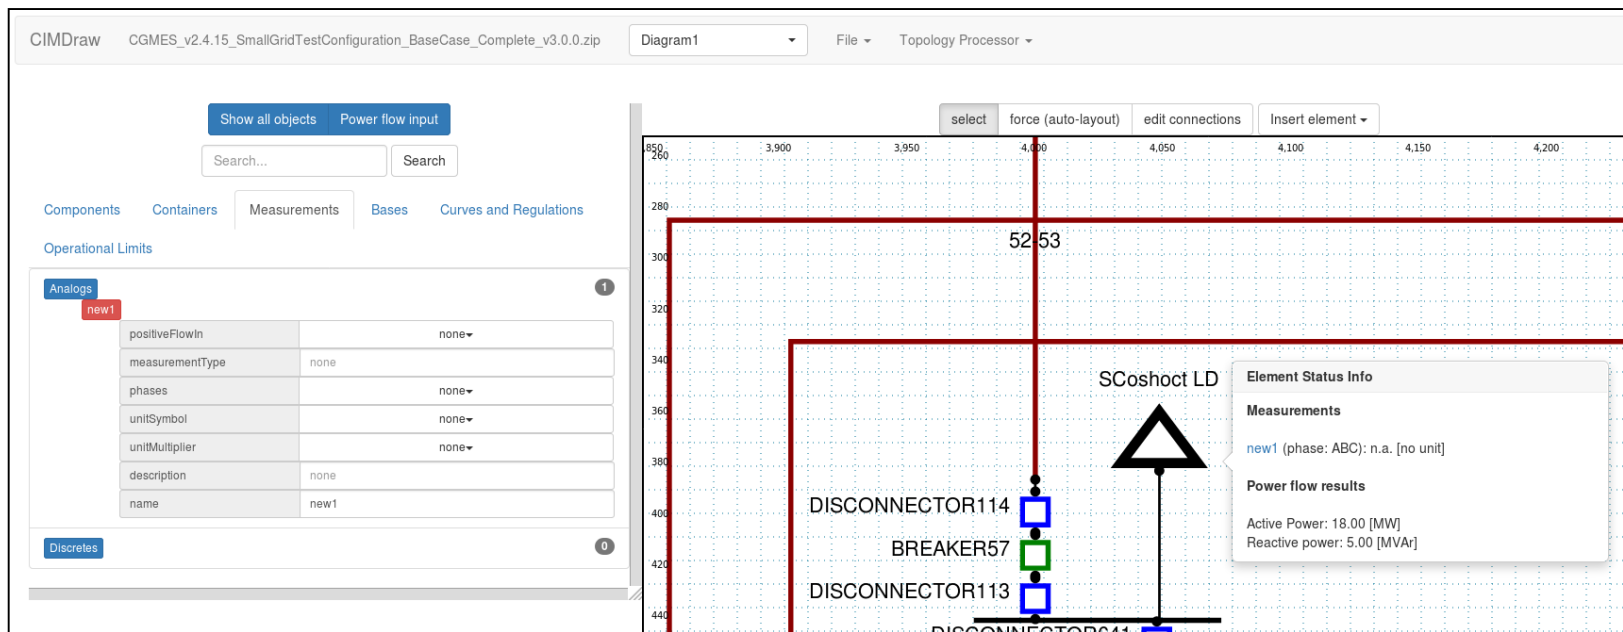 CIMDraw CGMES_v2.4.15_SmallGridTestConfiguration_BaseCase_Complete_v3.0.0.zip Diagram1 File Topology Processor
Show all objects Power flow input
Search... Search
Components Containers Measurements Bases Curves and Regulations
Operational Limits
Analogs 1
new1
positiveFlowIn none
measurementType none
phases none
unitSymbol none
unitMultiplier none
description none
name new1
Discretes 0
select force (auto-layout) edit connections Insert element
850 3,900 3,950 4,000 4,050 4,100 4,150 4,200
260
280
300
320
340
360
380
400
420
440
52-53
SCoshoct LD
DISCONNECTOR114
BREAKER57
DISCONNECTOR113
DISCONNECTOR641
Element Status Info
Measurements
new1 (phase: ABC): n.a. [no unit]
Power flow results
Active Power: 18.00 [MW]
Reactive power: 5.00 [MVAr]